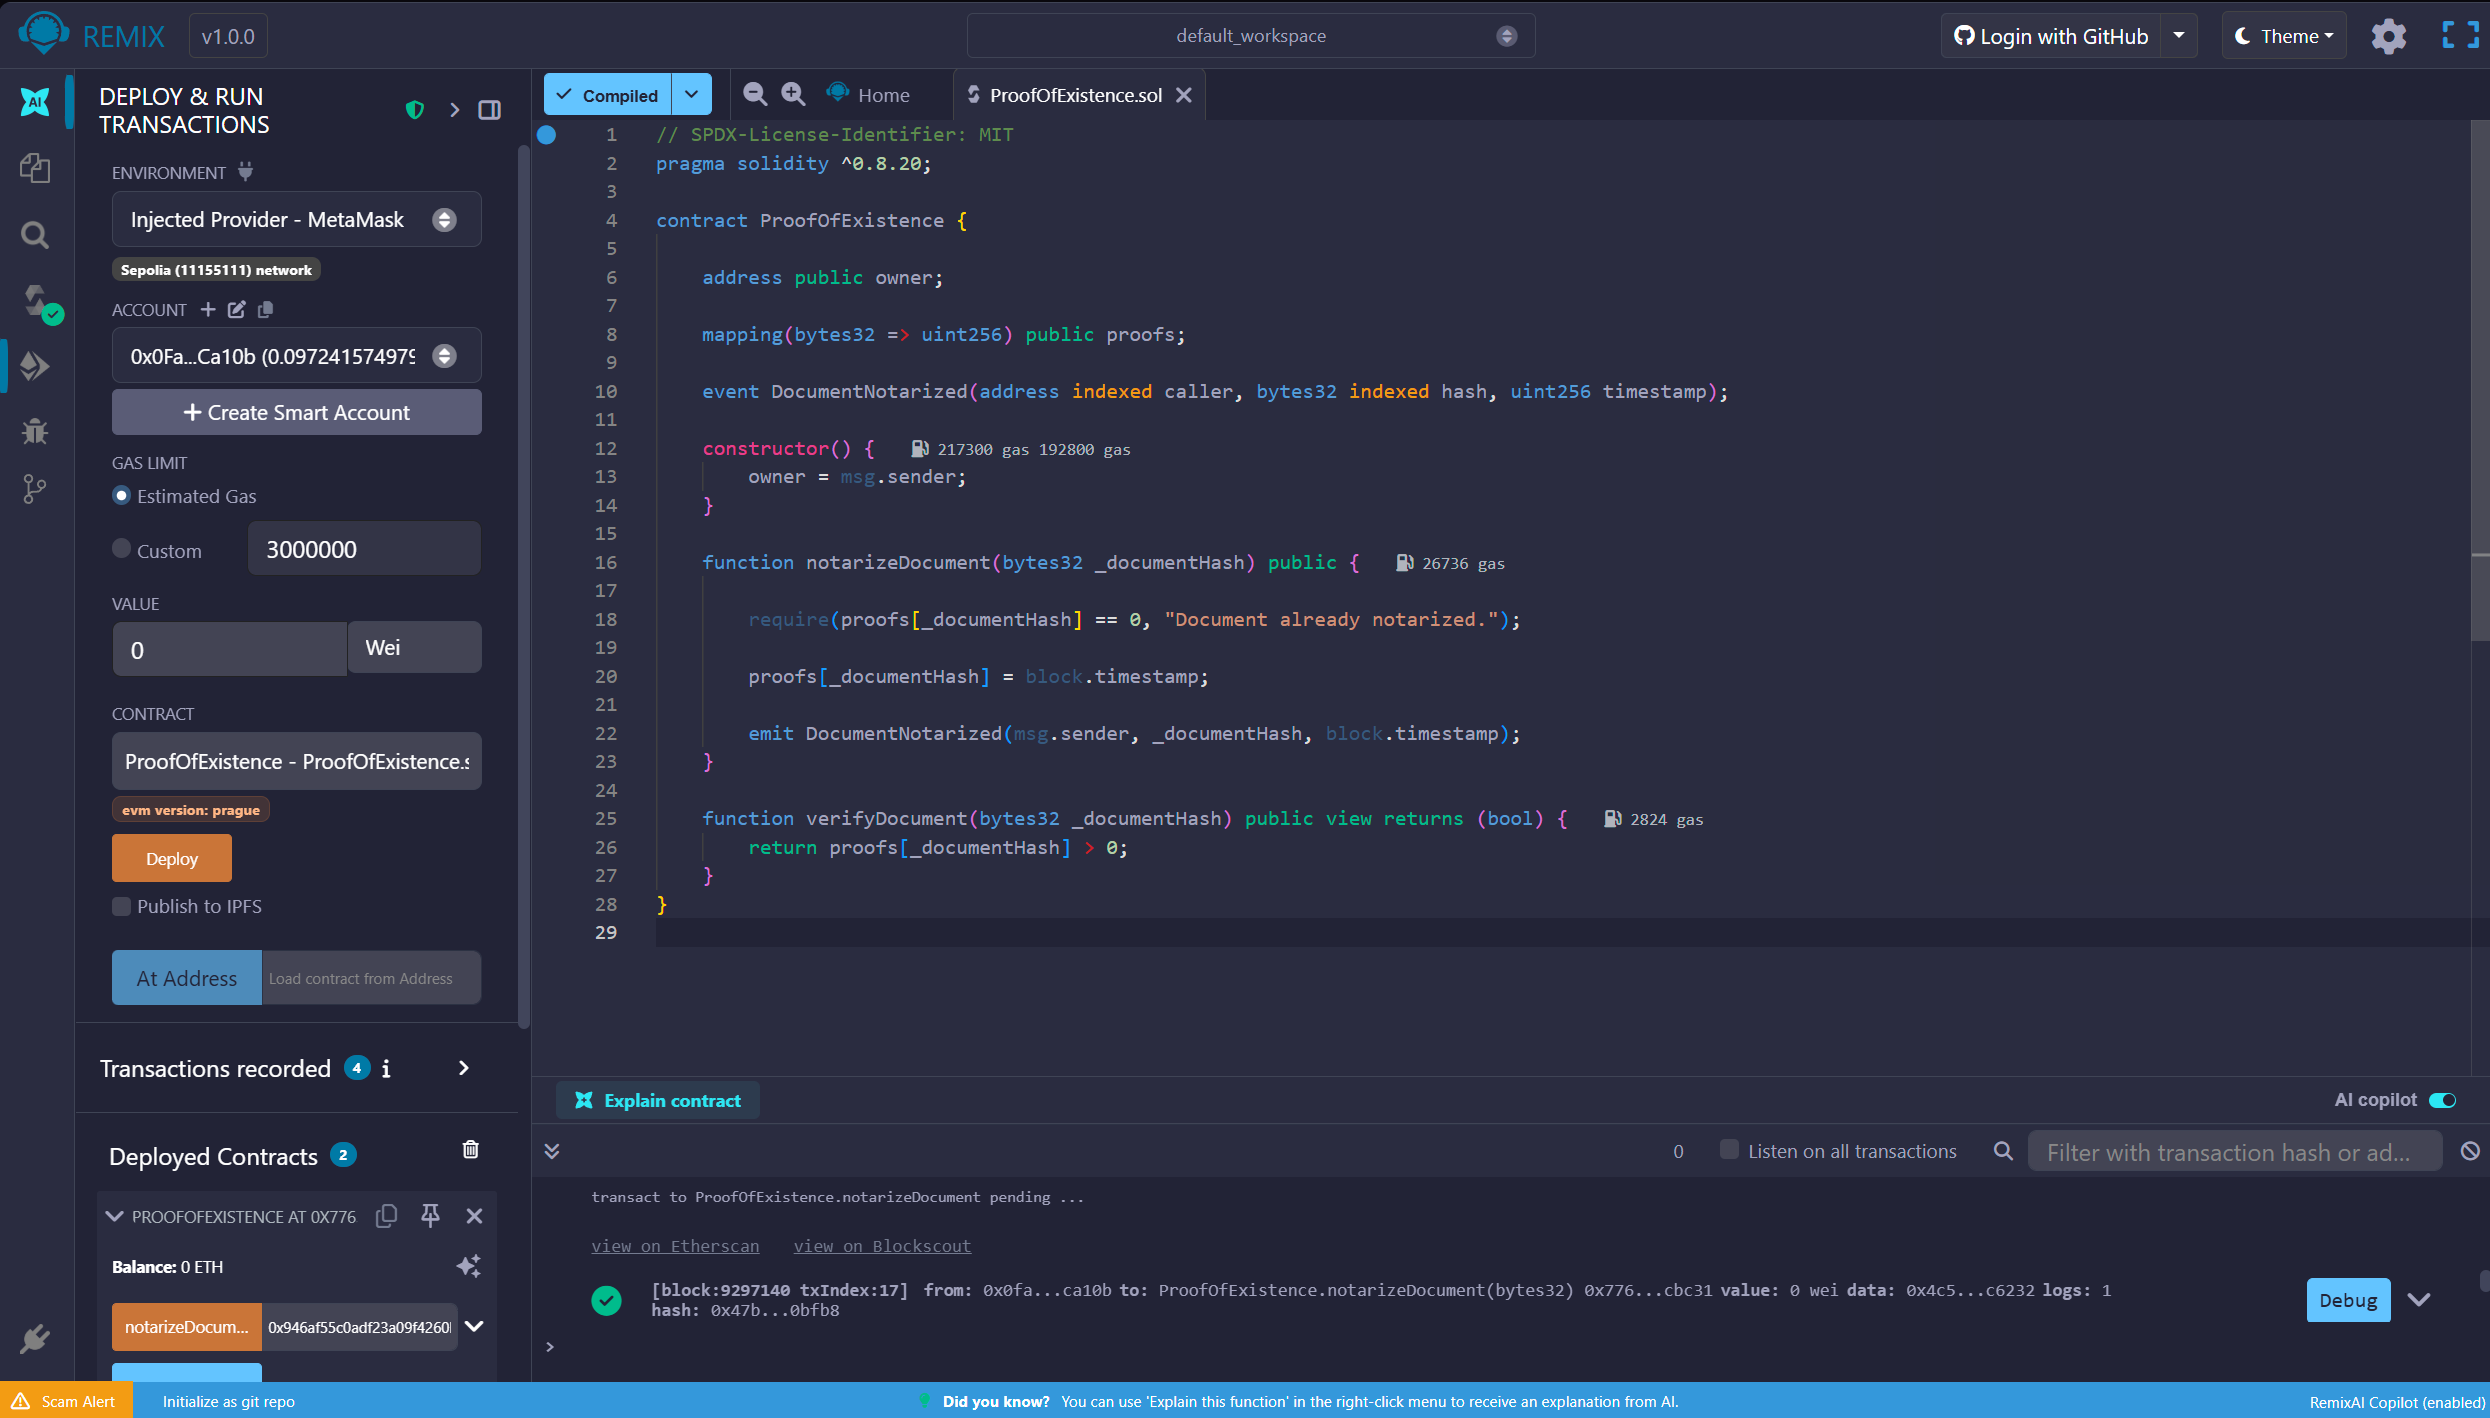 REMIX v1.0.0
default_workspace
Login with GitHub
Theme
AI
DEPLOY & RUN
TRANSACTIONS
ENVIRONMENT
Injected Provider - MetaMask
Sepolia (11155111) network
ACCOUNT
0x0Fa...Ca10b (0.097241574979
+ Create Smart Account
GAS LIMIT
Estimated Gas
Custom
3000000
VALUE
0
Wei
CONTRACT
ProofOfExistence - ProofOfExistence.s
evm version: prague
Deploy
Publish to IPFS
At Address
Load contract from Address
Transactions recorded 4 i
Deployed Contracts 2
PROOFOFEXISTENCE AT 0X776
Balance: 0 ETH
notarizeDocum...
0x946af55c0adf23a09f4260
Compiled
Home
ProofOfExistence.sol
1 // SPDX-License-Identifier: MIT
2 pragma solidity ^0.8.20;
3
4 contract ProofOfExistence {
5
6 address public owner;
7
8 mapping(bytes32 => uint256) public proofs;
9
10 event DocumentNotarized(address indexed caller, bytes32 indexed hash, uint256 timestamp);
11
12 constructor() { 217300 gas 192800 gas
13 owner = msg.sender;
14 }
15
16 function notarizeDocument(bytes32 _documentHash) public { 26736 gas
17
18 require(proofs[_documentHash] == 0, "Document already notarized.");
19
20 proofs[_documentHash] = block.timestamp;
21
22 emit DocumentNotarized(msg.sender, _documentHash, block.timestamp);
23 }
24
25 function verifyDocument(bytes32 _documentHash) public view returns (bool) { 2824 gas
26 return proofs[_documentHash] > 0;
27 }
28 }
29
Explain contract
AI copilot
0
Listen on all transactions
Filter with transaction hash or ad...
transact to ProofOfExistence.notarizeDocument pending ...
view on Etherscan view on Blockscout
[block:9297140 txIndex:17] from: 0x0fa...ca10b to: ProofOfExistence.notarizeDocument(bytes32) 0x776...cbc31 value: 0 wei data: 0x4c5...c6232 logs: 1
hash: 0x47b...0bfb8
Debug
>
Scam Alert
Initialize as git repo
Did you know? You can use 'Explain this function' in the right-click menu to receive an explanation from AI.
RemixAI Copilot (enabled)